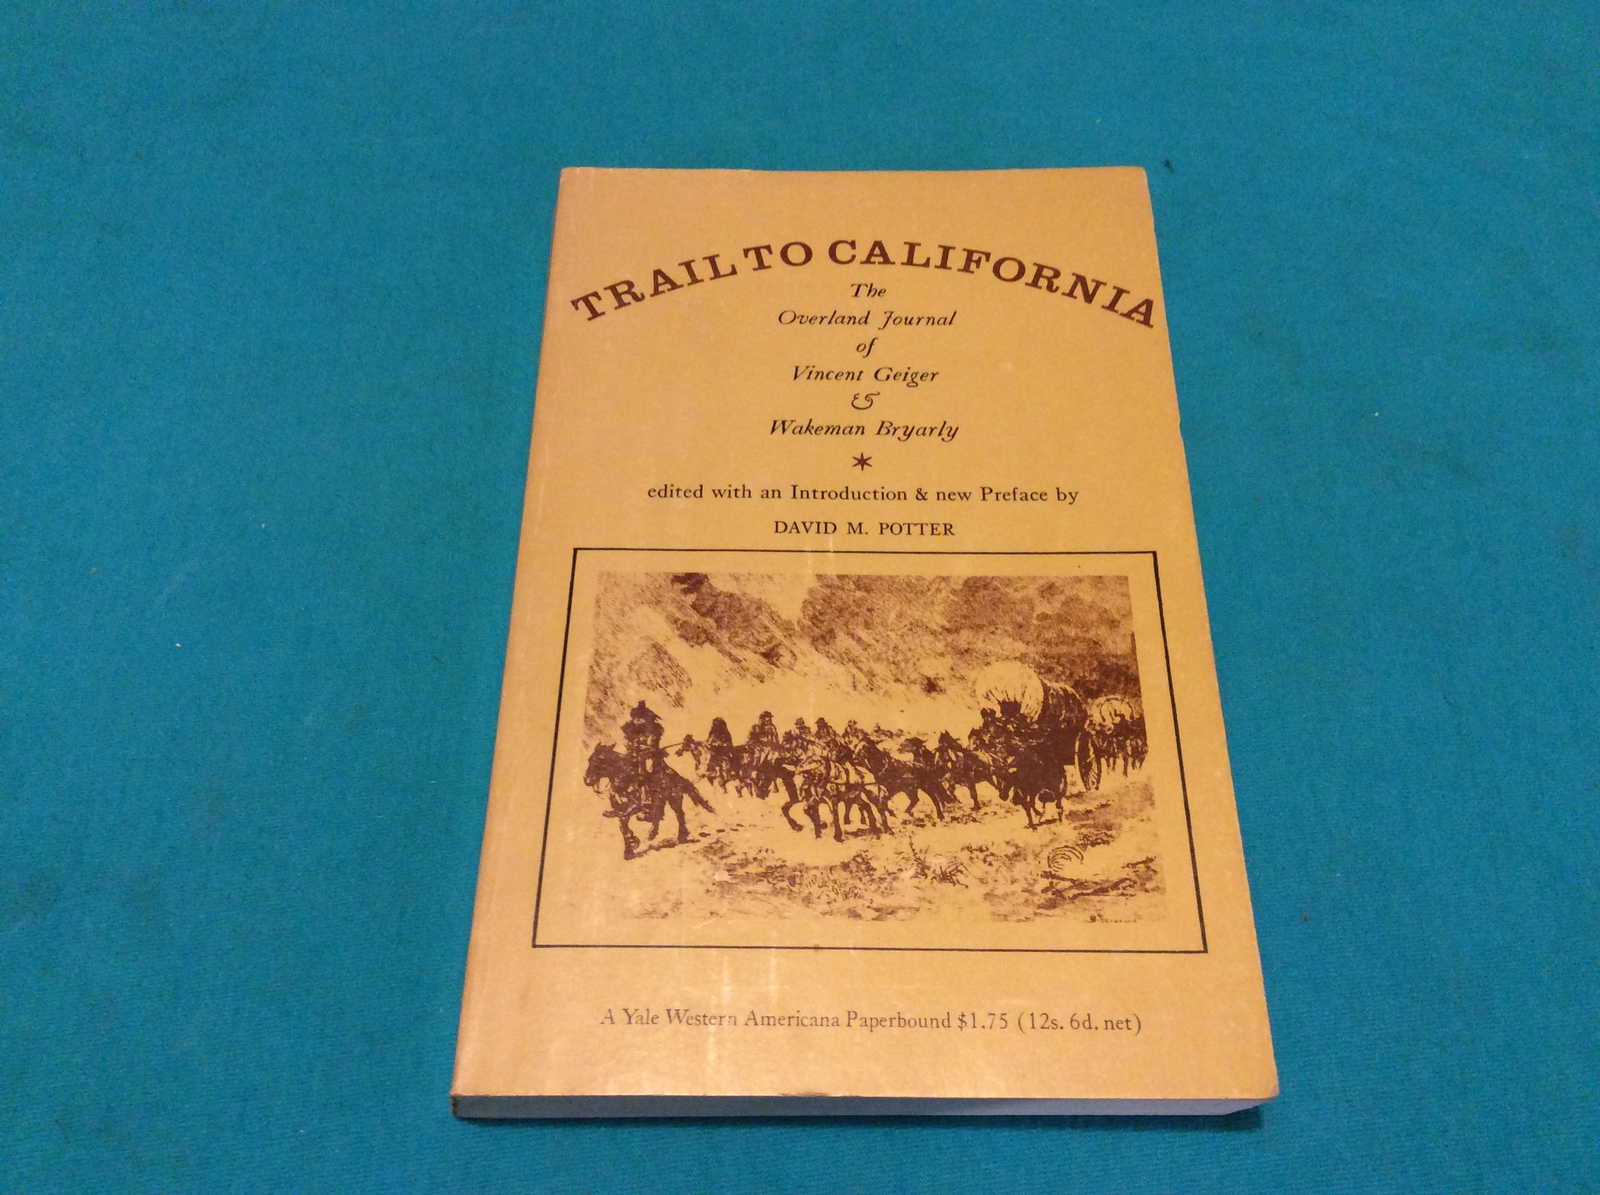 TRAIL TO CALIFORNIA
The
Overland Journal
of
Vincent Geiger
&
Wakeman Bryarly
edited with an Introduction & new Preface by
DAVID M. POTTER
A Yale Western Americana Paperbound $1.75 (12s. 6d. net)